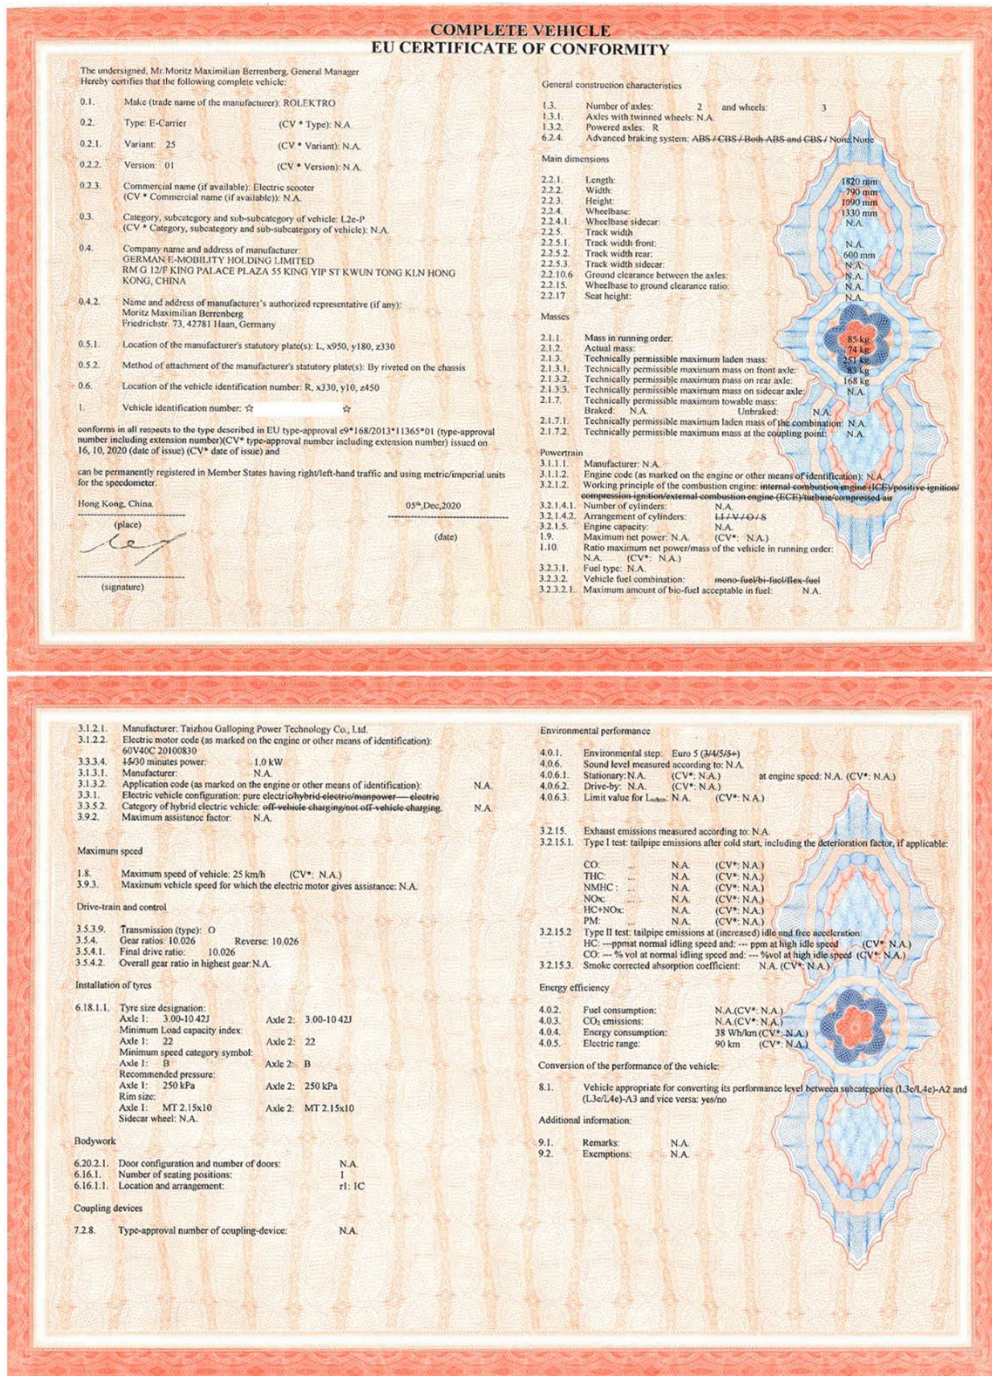 COMPLETE VEHICLE
EU CERTIFICATE OF CONFORMITY
The undersigned, Mr. Moritz Maximilian Berrenberg, General Manager
Hereby certifies that the following complete vehicle:
0.1. Make (trade name of the manufacturer): ROLEKTRO
0.2. Type: E-Carrier (CV * Type): N.A.
0.2.1. Variant: 25 (CV * Variant): N.A.
0.2.2. Version: 01 (CV * Version): N.A.
0.2.3. Commercial name (if available): Electric scooter
(CV * Commercial name (if available)): N.A.
0.3. Category, subcategory and sub-subcategory of vehicle: L2e-P
(CV * Category, subcategory and sub-subcategory of vehicle): N.A.
0.4. Company name and address of manufacturer:
GERMAN E-MOBILITY HOLDING LIMITED
RM G 12/F KING PALACE PLAZA 55 KING YIP ST KWUN TONG KLN HONG
KONG, CHINA
0.4.2. Name and address of manufacturer's authorized representative (if any):
Moritz Maximilian Berrenberg
Friedrichstr. 73, 42781 Haan, Germany
0.5.1. Location of the manufacturer's statutory plate(s): L, x950, y180, z330
0.5.2. Method of attachment of the manufacturer's statutory plate(s): By riveted on the chassis
0.6. Location of the vehicle identification number: R, x330, y10, z450
1. Vehicle identification number: ☆ ☆
conforms in all respects to the type described in EU type-approval e9*168/2013*11365*01 (type-approval
number including extension number)(CV* type-approval number including extension number) issued on
16, 10, 2020 (date of issue) (CV* date of issue) and
can be permanently registered in Member States having right/left-hand traffic and using metric/imperial units
for the speedometer.
Hong Kong, China. 05th,Dec,2020
(place) (date)
(signature)
General construction characteristics
1.3. Number of axles: 2 and wheels: 3
1.3.1. Axles with twinned wheels: N.A.
1.3.2. Powered axles: R
6.2.4. Advanced braking system: ABS / CBS / Both ABS and CBS / None None
Main dimensions
2.2.1. Length: 1820 mm
2.2.2. Width: 790 mm
2.2.3. Height: 1090 mm
2.2.4. Wheelbase: 1330 mm
2.2.4.1. Wheelbase sidecar: N.A.
2.2.5. Track width
2.2.5.1. Track width front: N.A.
2.2.5.2. Track width rear: 600 mm
2.2.5.3. Track width sidecar: N.A.
2.2.10.6 Ground clearance between the axles: N.A.
2.2.15. Wheelbase to ground clearance ratio: N.A.
2.2.17 Seat height: N.A.
Masses
2.1.1. Mass in running order: 85 kg
2.1.2. Actual mass: 74 kg
2.1.3. Technically permissible maximum laden mass: 251 kg
2.1.3.1. Technically permissible maximum mass on front axle: 83 kg
2.1.3.2. Technically permissible maximum mass on rear axle: 168 kg
2.1.3.3. Technically permissible maximum mass on sidecar axle: N.A.
2.1.7. Technically permissible maximum towable mass:
Braked: N.A. Unbraked: N.A.
2.1.7.1. Technically permissible maximum laden mass of the combination: N.A.
2.1.7.2. Technically permissible maximum mass at the coupling point: N.A.
Powertrain
3.1.1.1. Manufacturer: N.A.
3.1.1.2. Engine code (as marked on the engine or other means of identification): N.A.
3.2.1.2. Working principle of the combustion engine: internal combustion engine (ICE)/positive ignition/
compression ignition/external combustion engine (ECE)/turbine/compressed air
3.2.1.4.1. Number of cylinders: N.A.
3.2.1.4.2. Arrangement of cylinders: LI / V / O / S
3.2.1.5. Engine capacity: N.A.
1.9. Maximum net power: N.A. (CV*: N.A.)
1.10. Ratio maximum net power/mass of the vehicle in running order:
N.A. (CV*: N.A.)
3.2.3.1. Fuel type: N.A.
3.2.3.2. Vehicle fuel combination: mono-fuel/bi-fuel/flex-fuel
3.2.3.2.1. Maximum amount of bio-fuel acceptable in fuel: N.A.
3.1.2.1. Manufacturer: Taizhou Galloping Power Technology Co., Ltd.
3.1.2.2. Electric motor code (as marked on the engine or other means of identification):
60V40C 20100830
3.3.3.4. 15/30 minutes power: 1.0 kW
3.1.3.1. Manufacturer: N.A.
3.1.3.2. Application code (as marked on the engine or other means of identification): N.A.
3.3.1. Electric vehicle configuration: pure electric/hybrid electric/manpower — electric
3.3.5.2. Category of hybrid electric vehicle: off-vehicle charging/not off-vehicle charging. N.A.
3.9.2. Maximum assistance factor: N.A.
Maximum speed
1.8. Maximum speed of vehicle: 25 km/h (CV*: N.A.)
3.9.3. Maximum vehicle speed for which the electric motor gives assistance: N.A.
Drive-train and control
3.5.3.9. Transmission (type): O
3.5.4. Gear ratios: 10.026 Reverse: 10.026
3.5.4.1. Final drive ratio: 10.026
3.5.4.2. Overall gear ratio in highest gear:N.A.
Installation of tyres
6.18.1.1. Tyre size designation:
Axle 1: 3.00-10 42J Axle 2: 3.00-10 42J
Minimum Load capacity index:
Axle 1: 22 Axle 2: 22
Minimum speed category symbol:
Axle 1: B Axle 2: B
Recommended pressure:
Axle 1: 250 kPa Axle 2: 250 kPa
Rim size:
Axle 1: MT 2.15x10 Axle 2: MT 2.15x10
Sidecar wheel: N.A.
Bodywork
6.20.2.1. Door configuration and number of doors: N.A.
6.16.1. Number of seating positions: 1
6.16.1.1. Location and arrangement: r1: 1C
Coupling devices
7.2.8. Type-approval number of coupling-device: N.A.
Environmental performance
4.0.1. Environmental step: Euro 5 (3/4/5/5+)
4.0.6. Sound level measured according to: N.A.
4.0.6.1. Stationary:N.A. (CV*: N.A.) at engine speed: N.A. (CV*: N.A.)
4.0.6.2. Drive-by: N.A. (CV*: N.A.)
4.0.6.3. Limit value for Lurban: N.A. (CV*: N.A.)
3.2.15. Exhaust emissions measured according to: N.A.
3.2.15.1. Type I test: tailpipe emissions after cold start, including the deterioration factor, if applicable:
CO: ... N.A. (CV*: N.A.)
THC: ... N.A. (CV*: N.A.)
NMHC : ... N.A. (CV*: N.A.)
NOx: ... N.A. (CV*: N.A.)
HC+NOx: N.A. (CV*: N.A.)
PM: ... N.A. (CV*: N.A.)
3.2.15.2 Type II test: tailpipe emissions at (increased) idle and free acceleration:
HC: ---ppmat normal idling speed and: --- ppm at high idle speed (CV*: N.A.)
CO: --- % vol at normal idling speed and: --- %vol at high idle speed (CV*: N.A.)
3.2.15.3. Smoke corrected absorption coefficient: N.A. (CV*: N.A.)
Energy efficiency
4.0.2. Fuel consumption: N.A.(CV*: N.A.)
4.0.3. CO₂ emissions: N.A.(CV*: N.A.)
4.0.4. Energy consumption: 38 Wh/km (CV*: N.A.)
4.0.5. Electric range: 90 km (CV*: N.A.)
Conversion of the performance of the vehicle:
8.1. Vehicle appropriate for converting its performance level between subcategories (L3e/L4e)-A2 and
(L3e/L4e)-A3 and vice versa: yes/no
Additional information:
9.1. Remarks: N.A.
9.2. Exemptions: N.A.